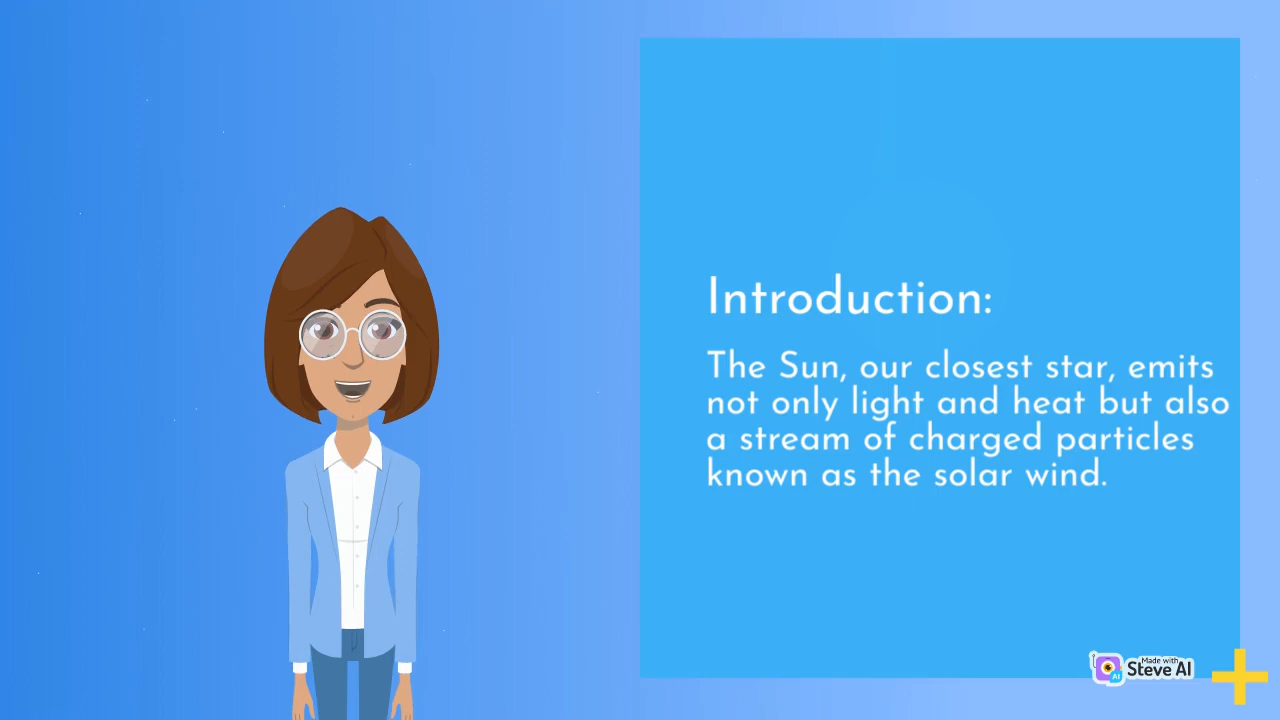 Introduction:
The Sun, our closest star, emits
not only light and heat but also
a stream of charged particles
known as the solar wind.
Made with
Steve AI
AI